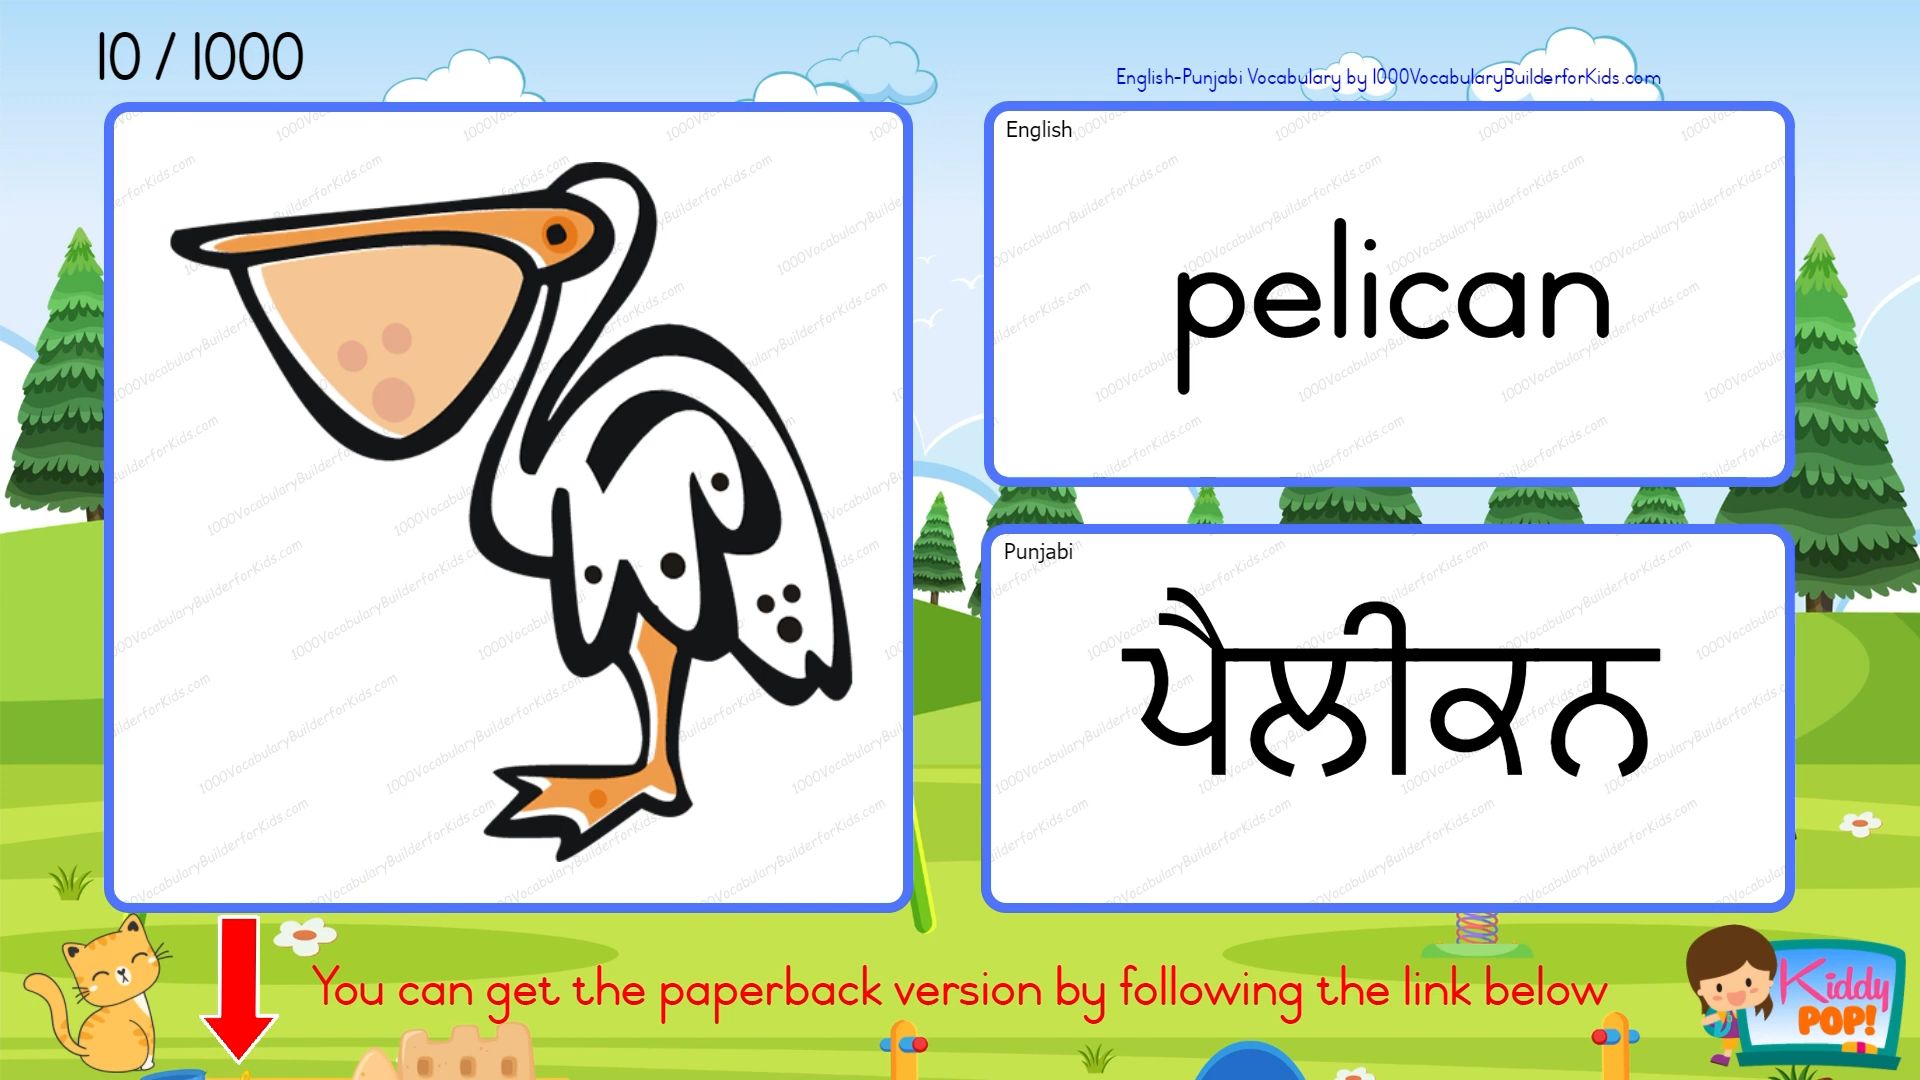 10 / 1000
English-Punjabi Vocabulary by 1000VocabularyBuilderforKids.com
English
pelican
Punjabi
ਪੈਲੀਕਨ
You can get the paperback version by following the link below
Kiddy
POP!